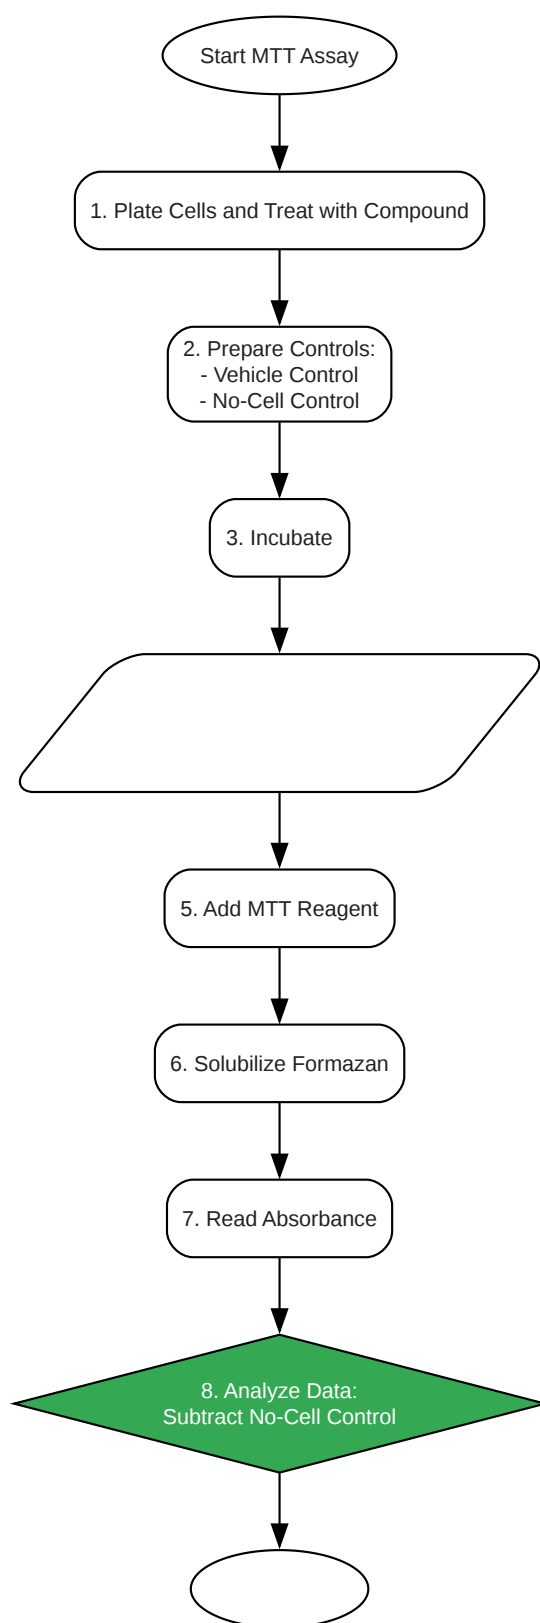 Start MTT Assay
1. Plate Cells and Treat with Compound
2. Prepare Controls:
- Vehicle Control
- No-Cell Control
3. Incubate
5. Add MTT Reagent
6. Solubilize Formazan
7. Read Absorbance
8. Analyze Data:
Subtract No-Cell Control